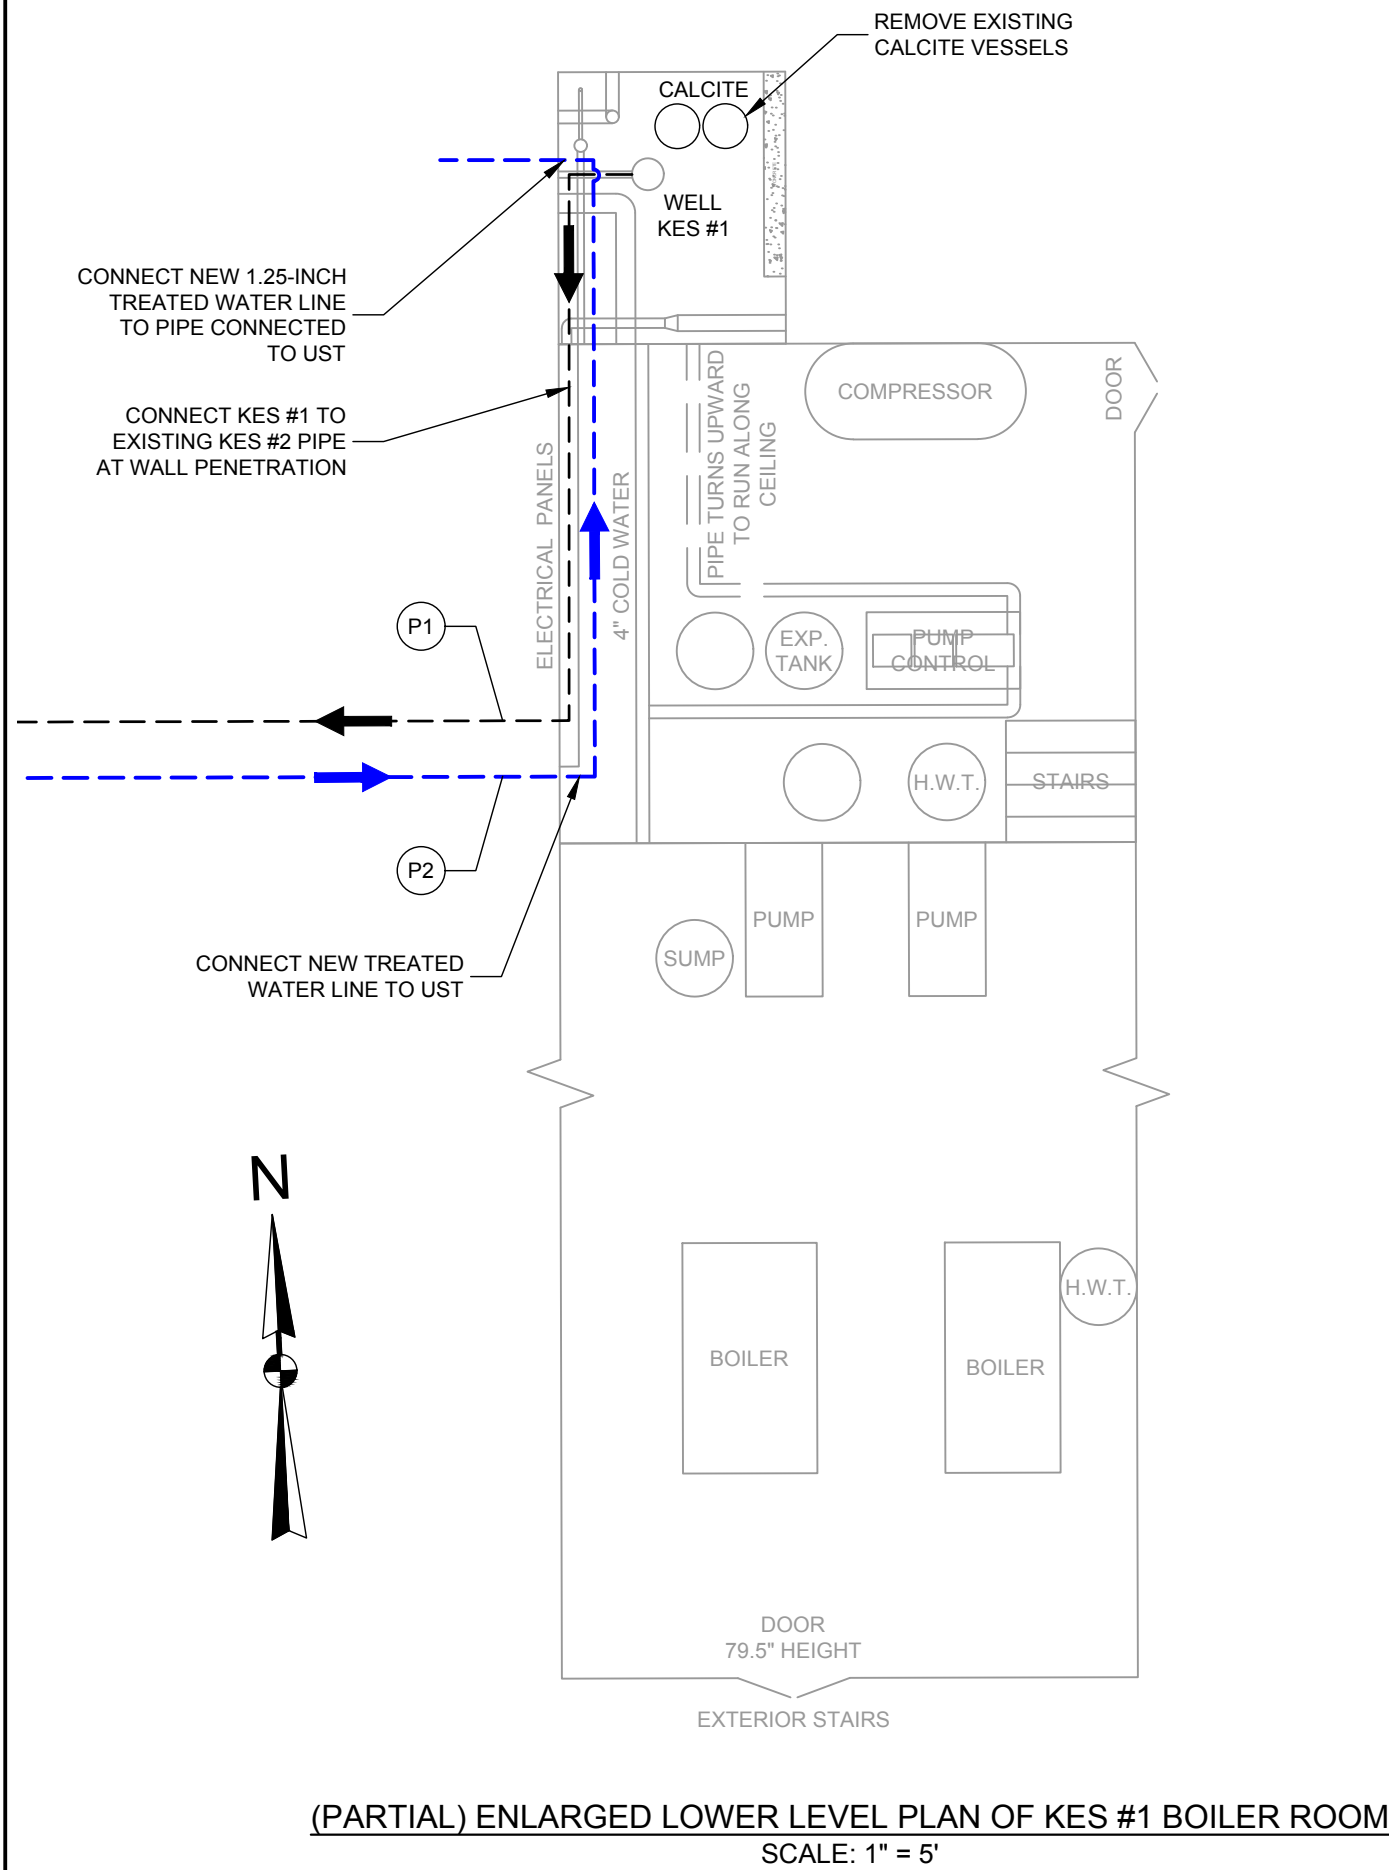 REMOVE EXISTING
CALCITE VESSELS
CALCITE
WELL
KES #1
CONNECT NEW 1.25-INCH
TREATED WATER LINE
TO PIPE CONNECTED
TO UST
CONNECT KES #1 TO
EXISTING KES #2 PIPE
AT WALL PENETRATION
ELECTRICAL PANELS
4" COLD WATER
PIPE TURNS UPWARD
TO RUN ALONG
CEILING
COMPRESSOR
DOOR
P1
EXP.
TANK
PUMP
CONTROL
H.W.T.
STAIRS
P2
CONNECT NEW TREATED
WATER LINE TO UST
SUMP
PUMP
PUMP
N
BOILER
BOILER
H.W.T.
DOOR
79.5" HEIGHT
EXTERIOR STAIRS
(PARTIAL) ENLARGED LOWER LEVEL PLAN OF KES #1 BOILER ROOM
SCALE: 1" = 5'